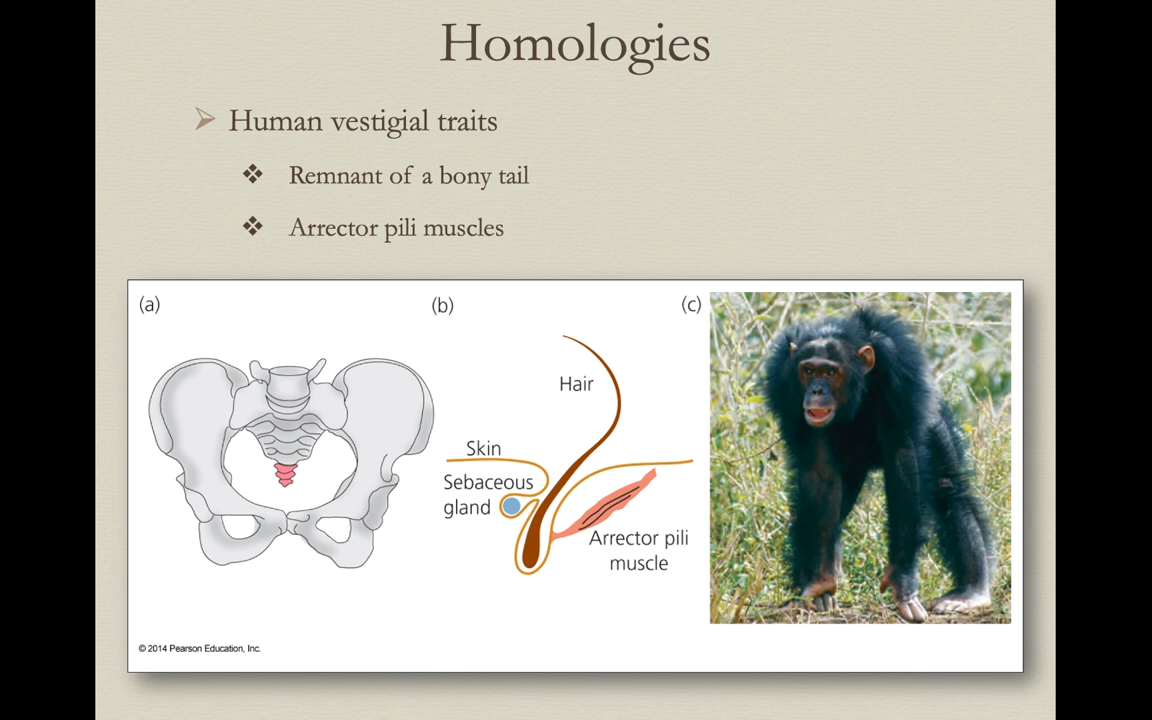 Homologies
Human vestigial traits
Remnant of a bony tail
Arrector pili muscles
(a)
(b)
(c)
Hair
Skin
Sebaceous
gland
Arrector pili
muscle
© 2014 Pearson Education, Inc.